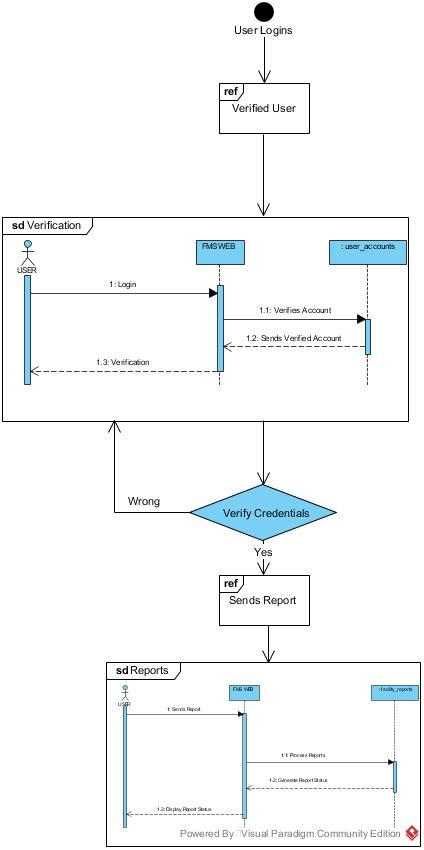 User Logins
ref
Verified User
sd Verification
USER
FMSWEB
: user_accounts
1: Login
1.1: Verifies Account
1.2: Sends Verified Account
1.3: Verification
Verify Credentials
Wrong
Yes
ref
Sends Report
sd Reports
USER
FMS WEB
: facility_reports
1: Sends Report
1.1: Process Reports
1.2: Generate Report Status
1.3: Display Report Status
Powered By Visual Paradigm Community Edition